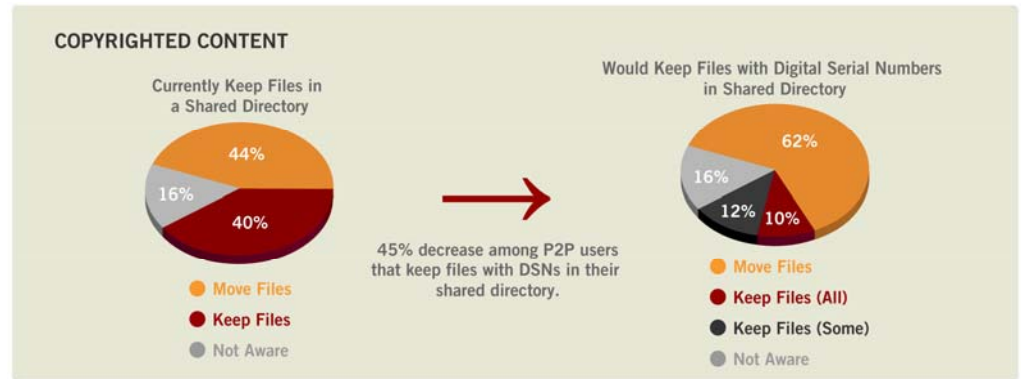 COPYRIGHTED CONTENT
Currently Keep Files in
a Shared Directory
44%
16%
40%
Move Files
Keep Files
Not Aware
45% decrease among P2P users
that keep files with DSNs in their
shared directory.
Would Keep Files with Digital Serial Numbers
in Shared Directory
62%
16%
12%
10%
Move Files
Keep Files (All)
Keep Files (Some)
Not Aware